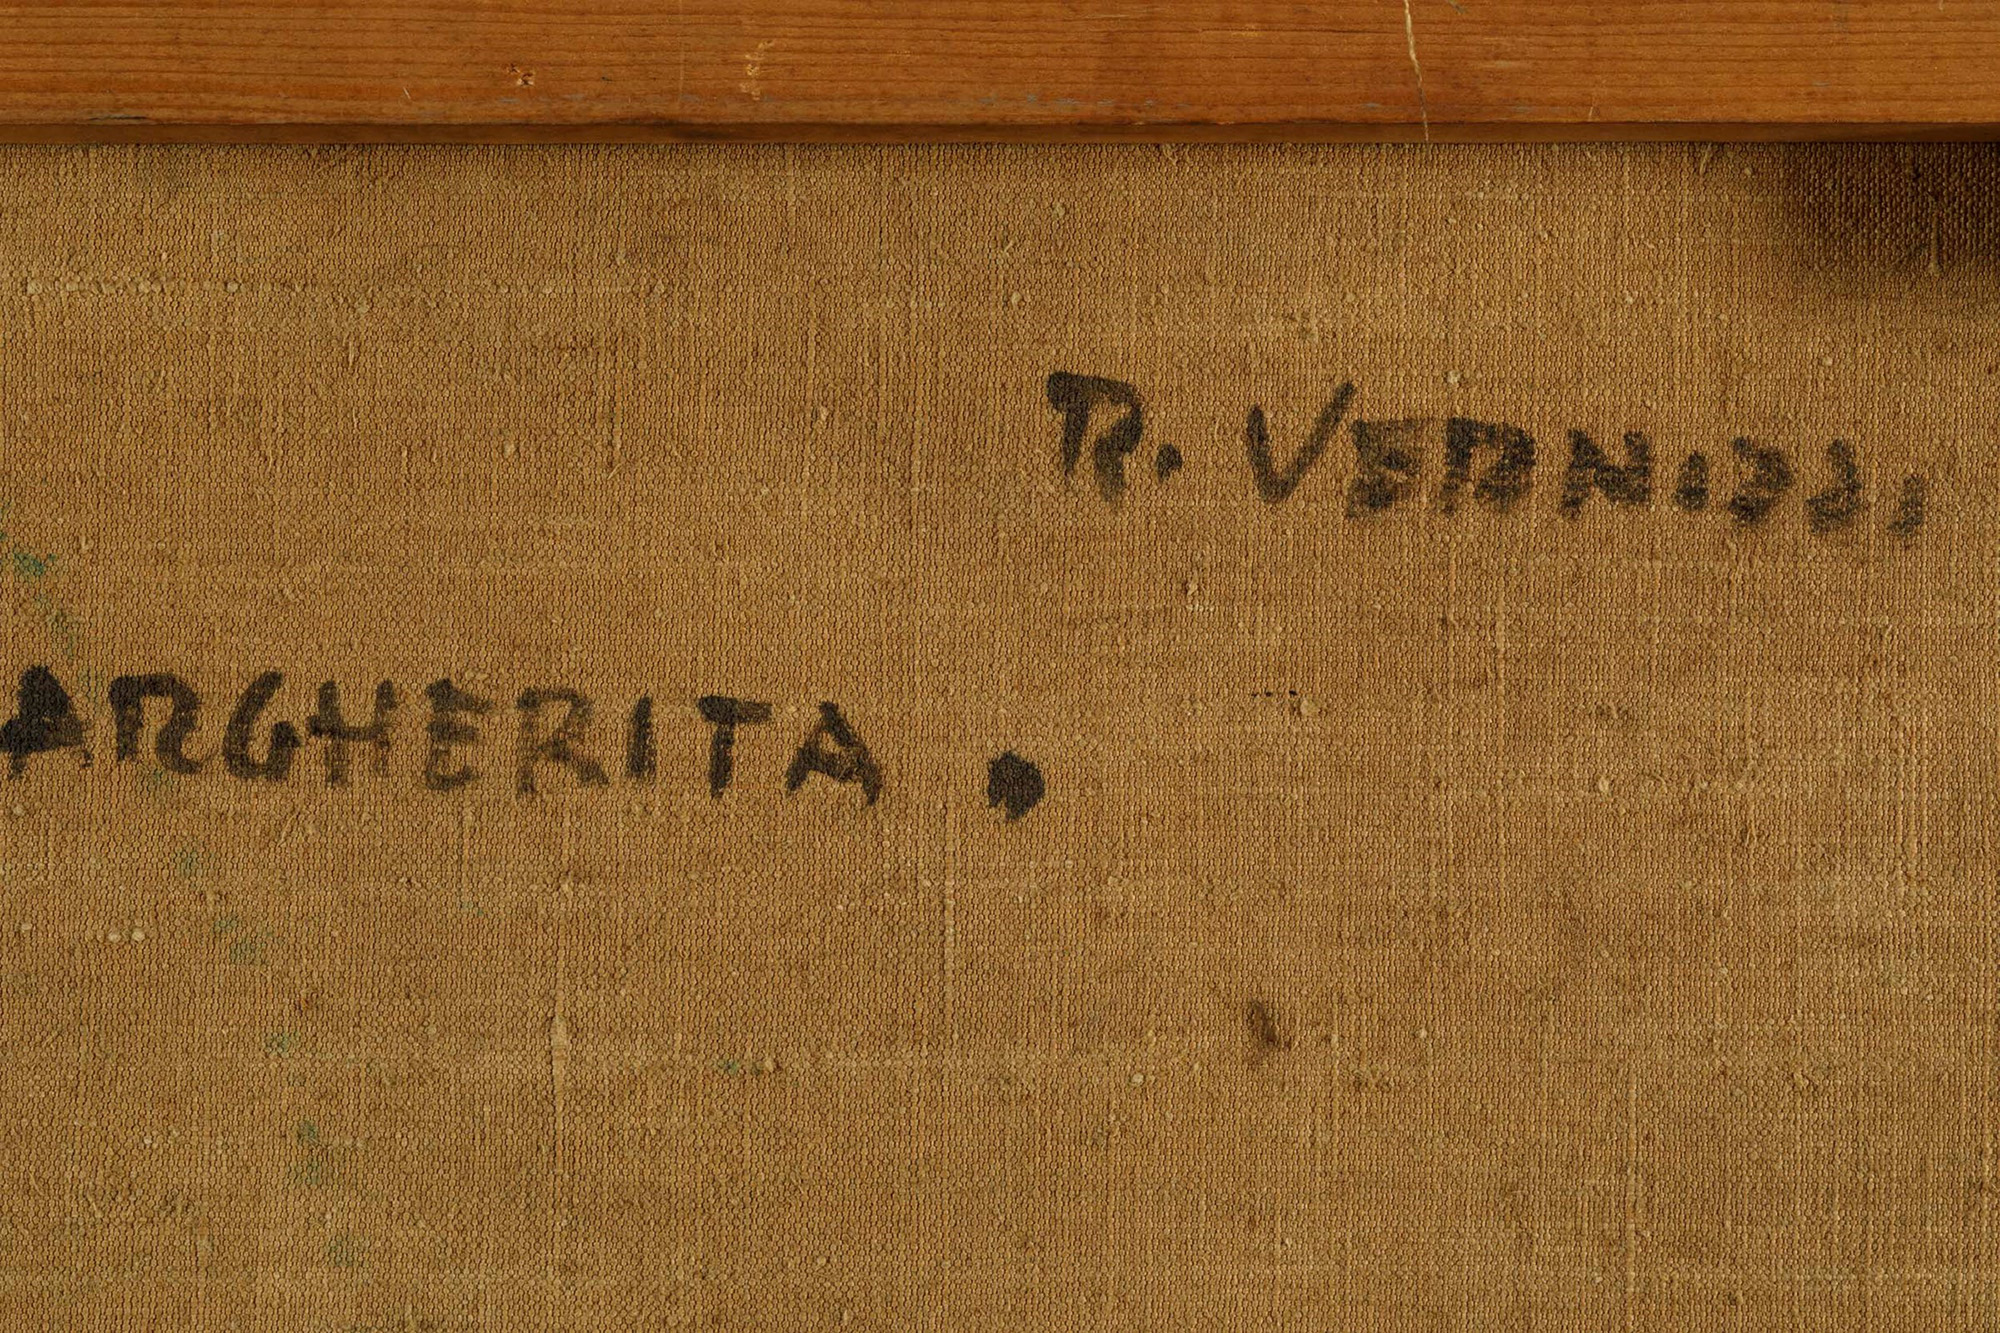 R. VERNIZZI
ARGHERITA .